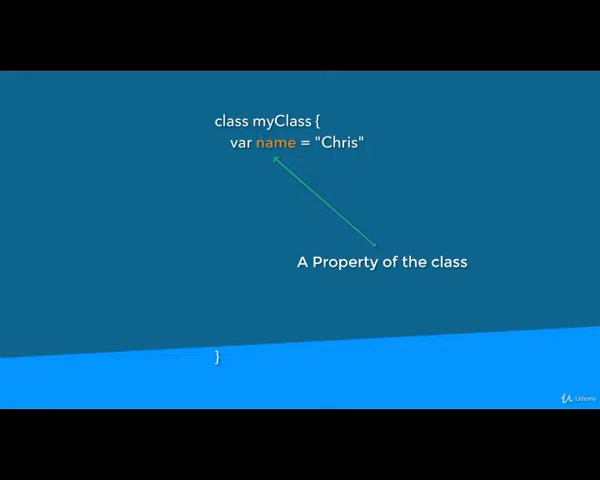 class myClass {
var name = "Chris"
A Property of the class
}
Udemy